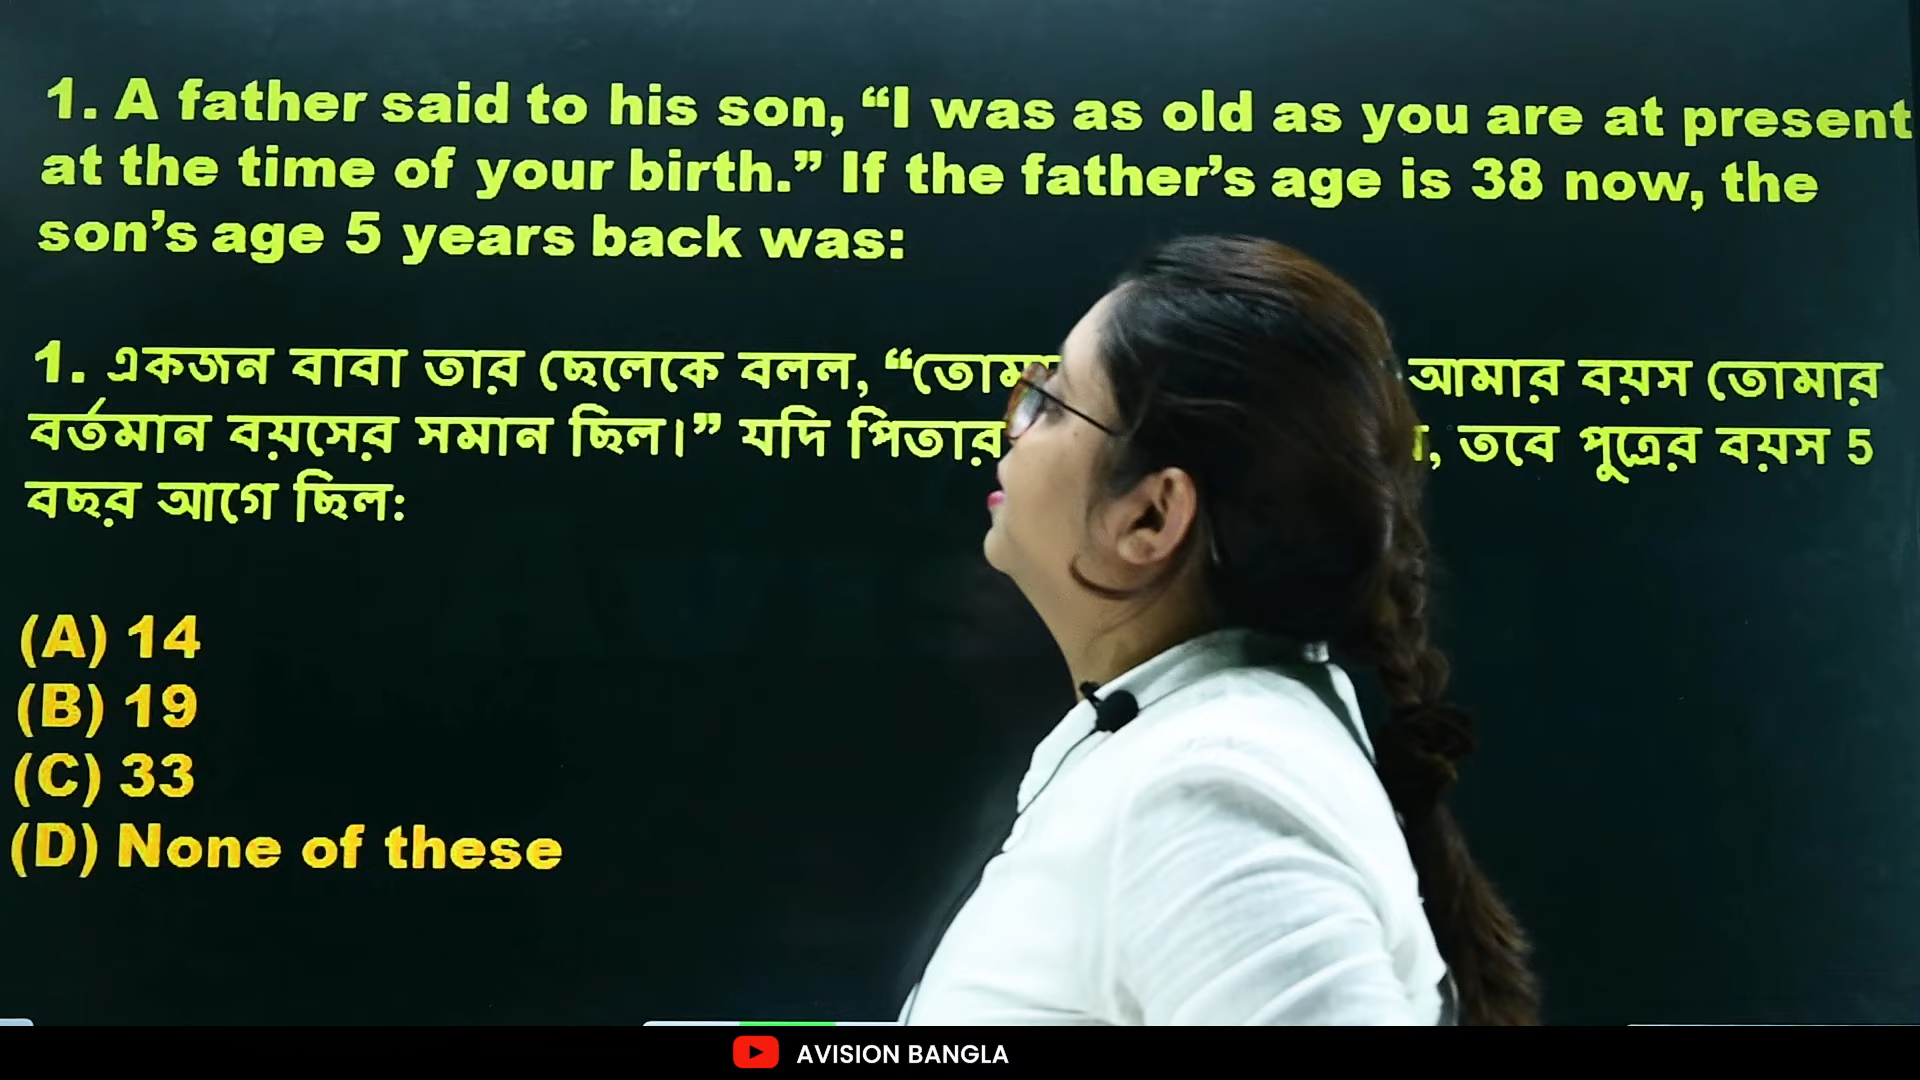 1. A father said to his son, “I was as old as you are at present
at the time of your birth.” If the father’s age is 38 now, the
son’s age 5 years back was:
1. একজন বাবা তার ছেলেকে বলল, “ আমার বয়স তোমার
বর্তমান বয়সের সমান ছিল।” যদি পিতার , তবে পুত্রের বয়স 5
বছর আগে ছিল:
(A) 14
(B) 19
(C) 33
(D) None of these
AVISION BANGLA